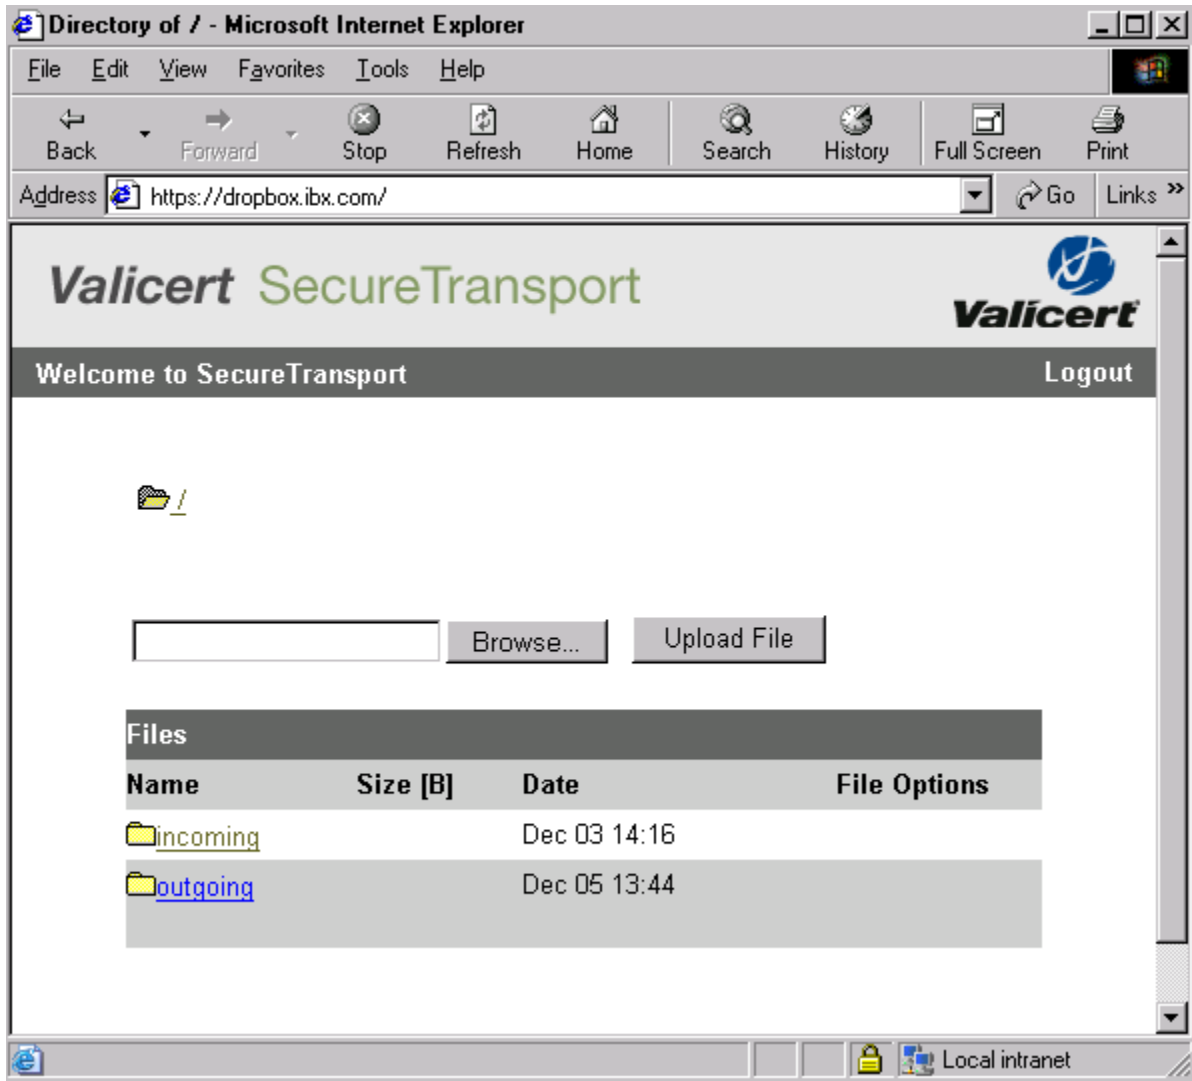 Directory of / - Microsoft Internet Explorer
File Edit View Favorites Tools Help
Back Forward Stop Refresh Home Search History Full Screen Print
Address https://dropbox.ibx.com/ Go Links »
Valicert SecureTransport Valicert
Welcome to SecureTransport Logout
/
Browse... Upload File
Files
Name Size [B] Date File Options
incoming Dec 03 14:16
outgoing Dec 05 13:44
Local intranet